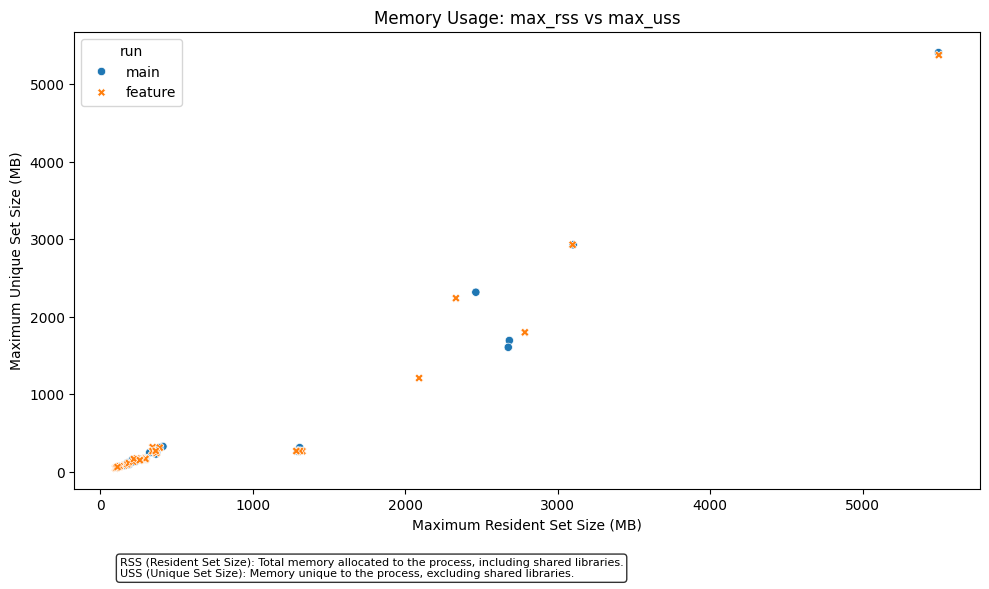 Memory Usage: max_rss vs max_uss
run
main
feature
Maximum Unique Set Size (MB)
5000
4000
3000
2000
1000
0
0 1000 2000 3000 4000 5000
Maximum Resident Set Size (MB)
RSS (Resident Set Size): Total memory allocated to the process, including shared libraries.
USS (Unique Set Size): Memory unique to the process, excluding shared libraries.